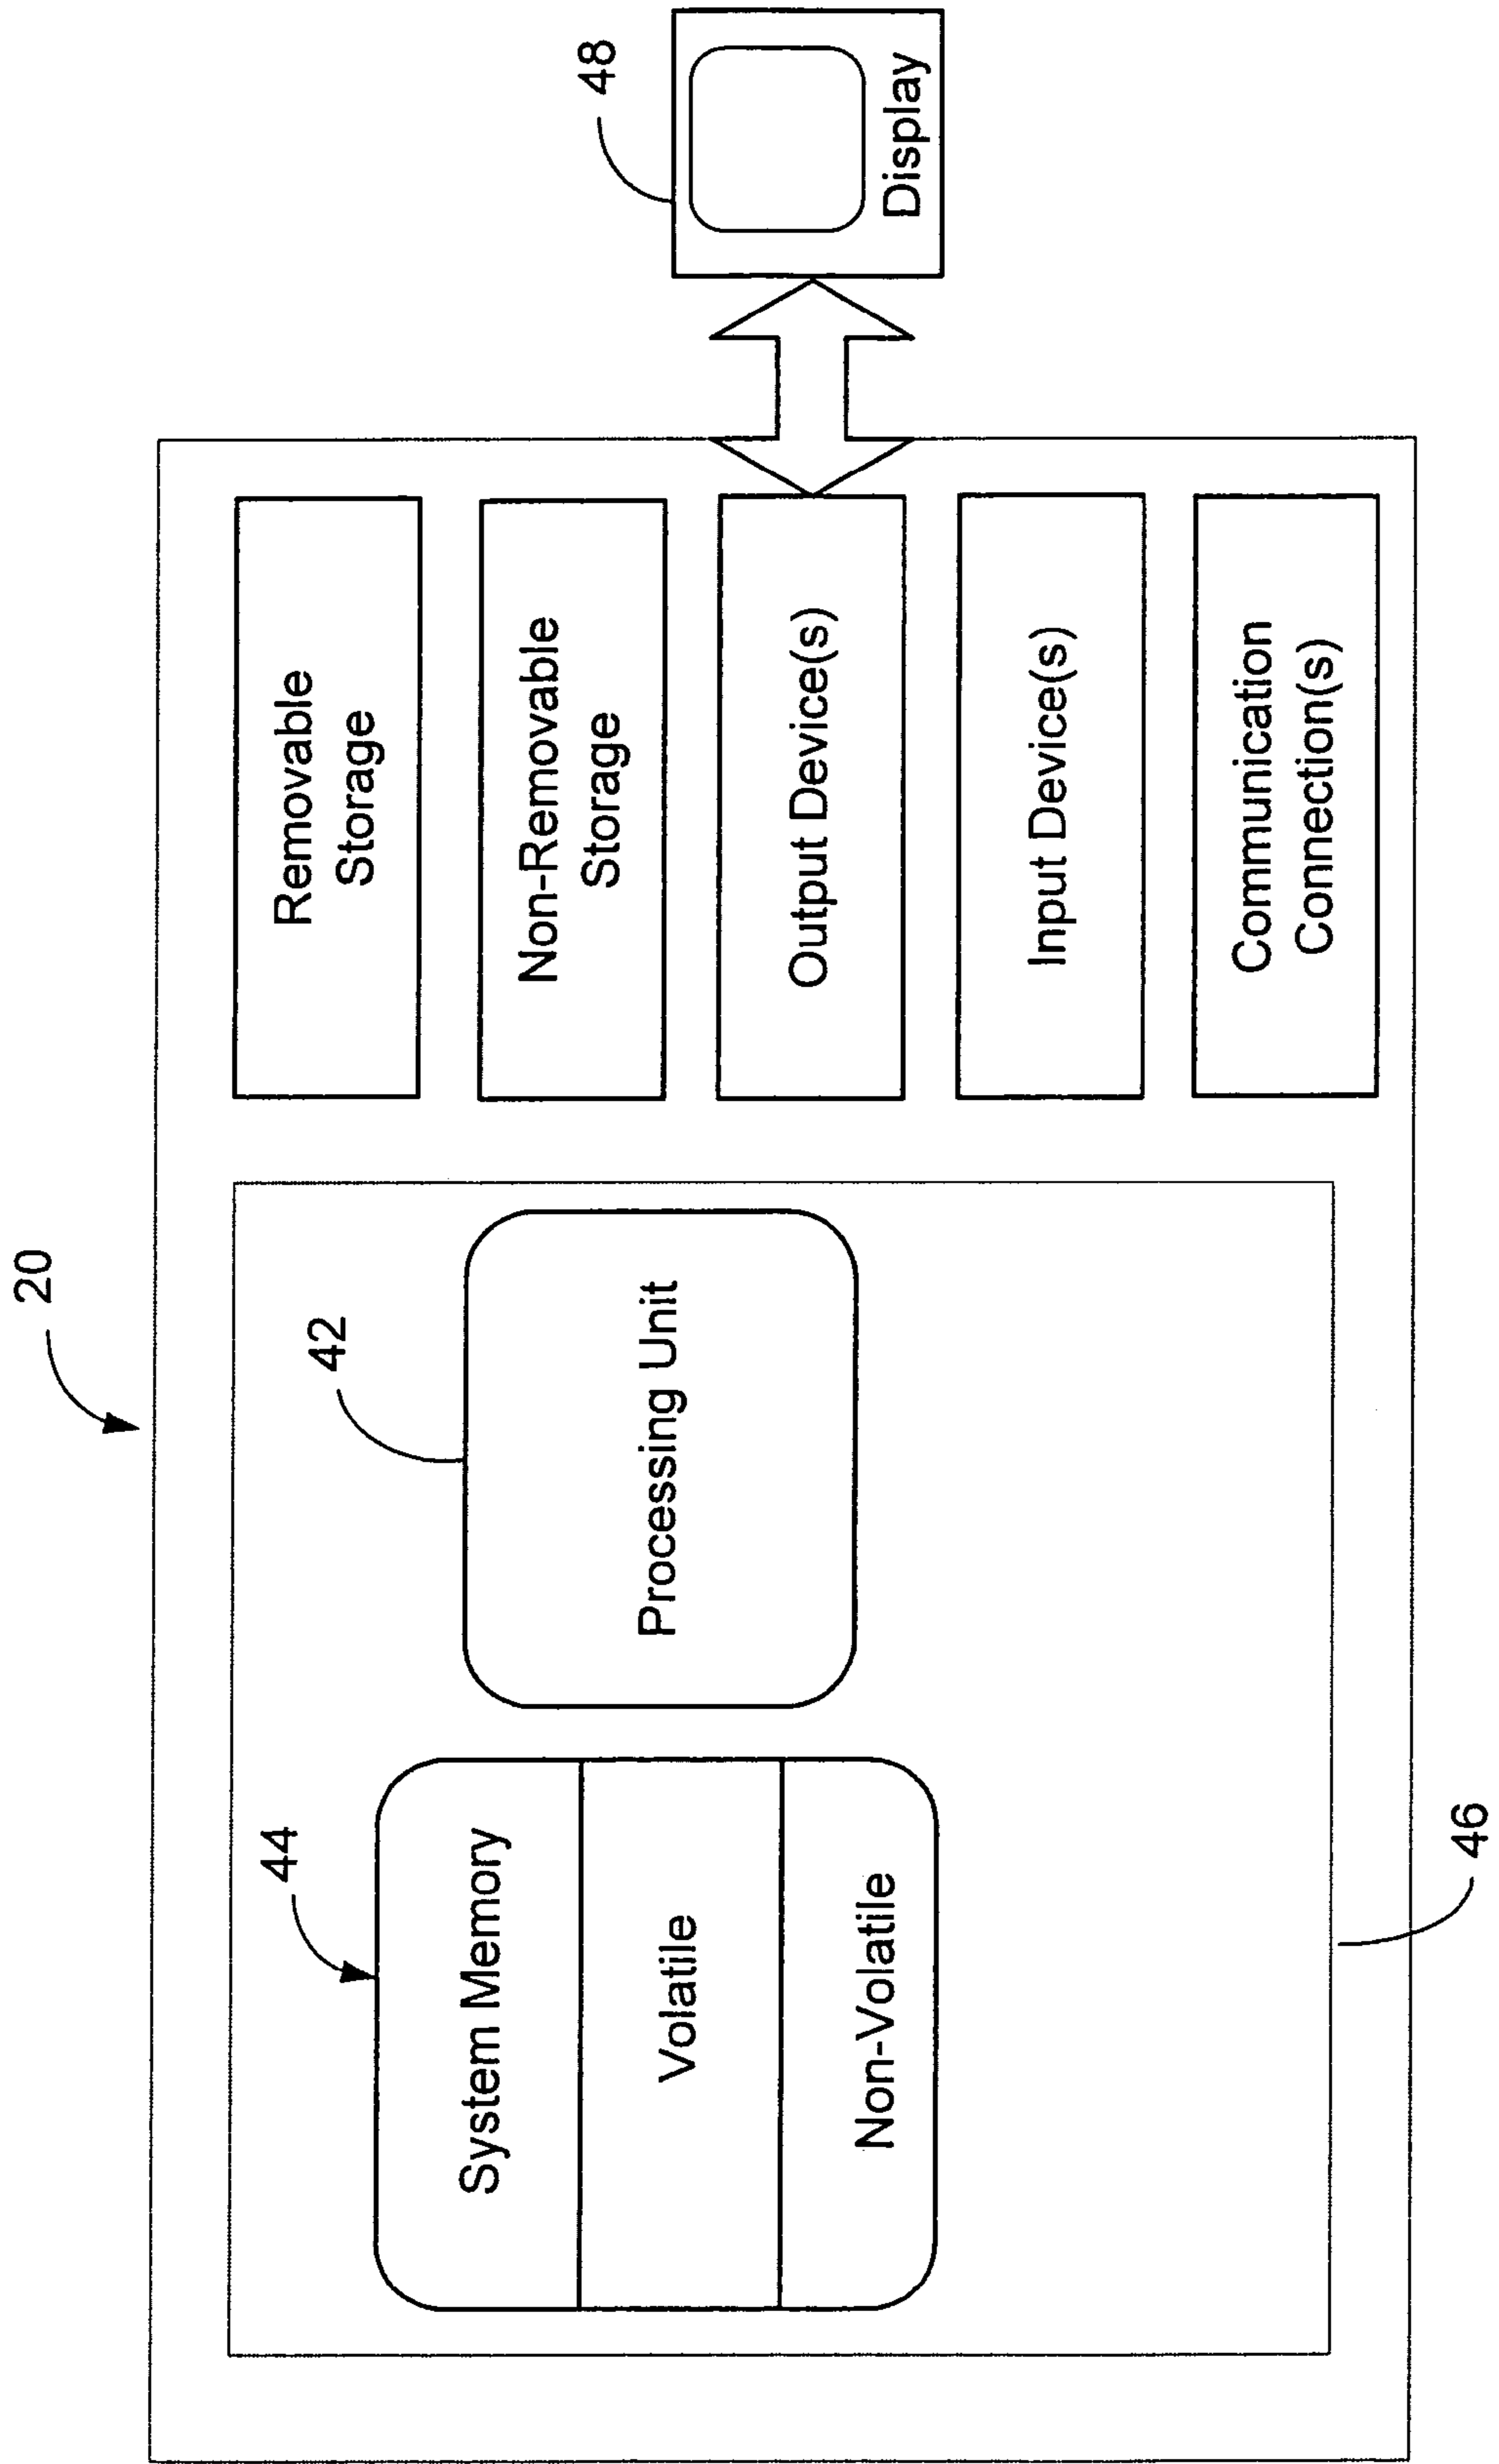 20
46
44
System Memory
Volatile
Non-Volatile
42
Processing Unit
Removable
Storage
Non-Removable
Storage
Output Device(s)
Input Device(s)
Communication
Connection(s)
48
Display